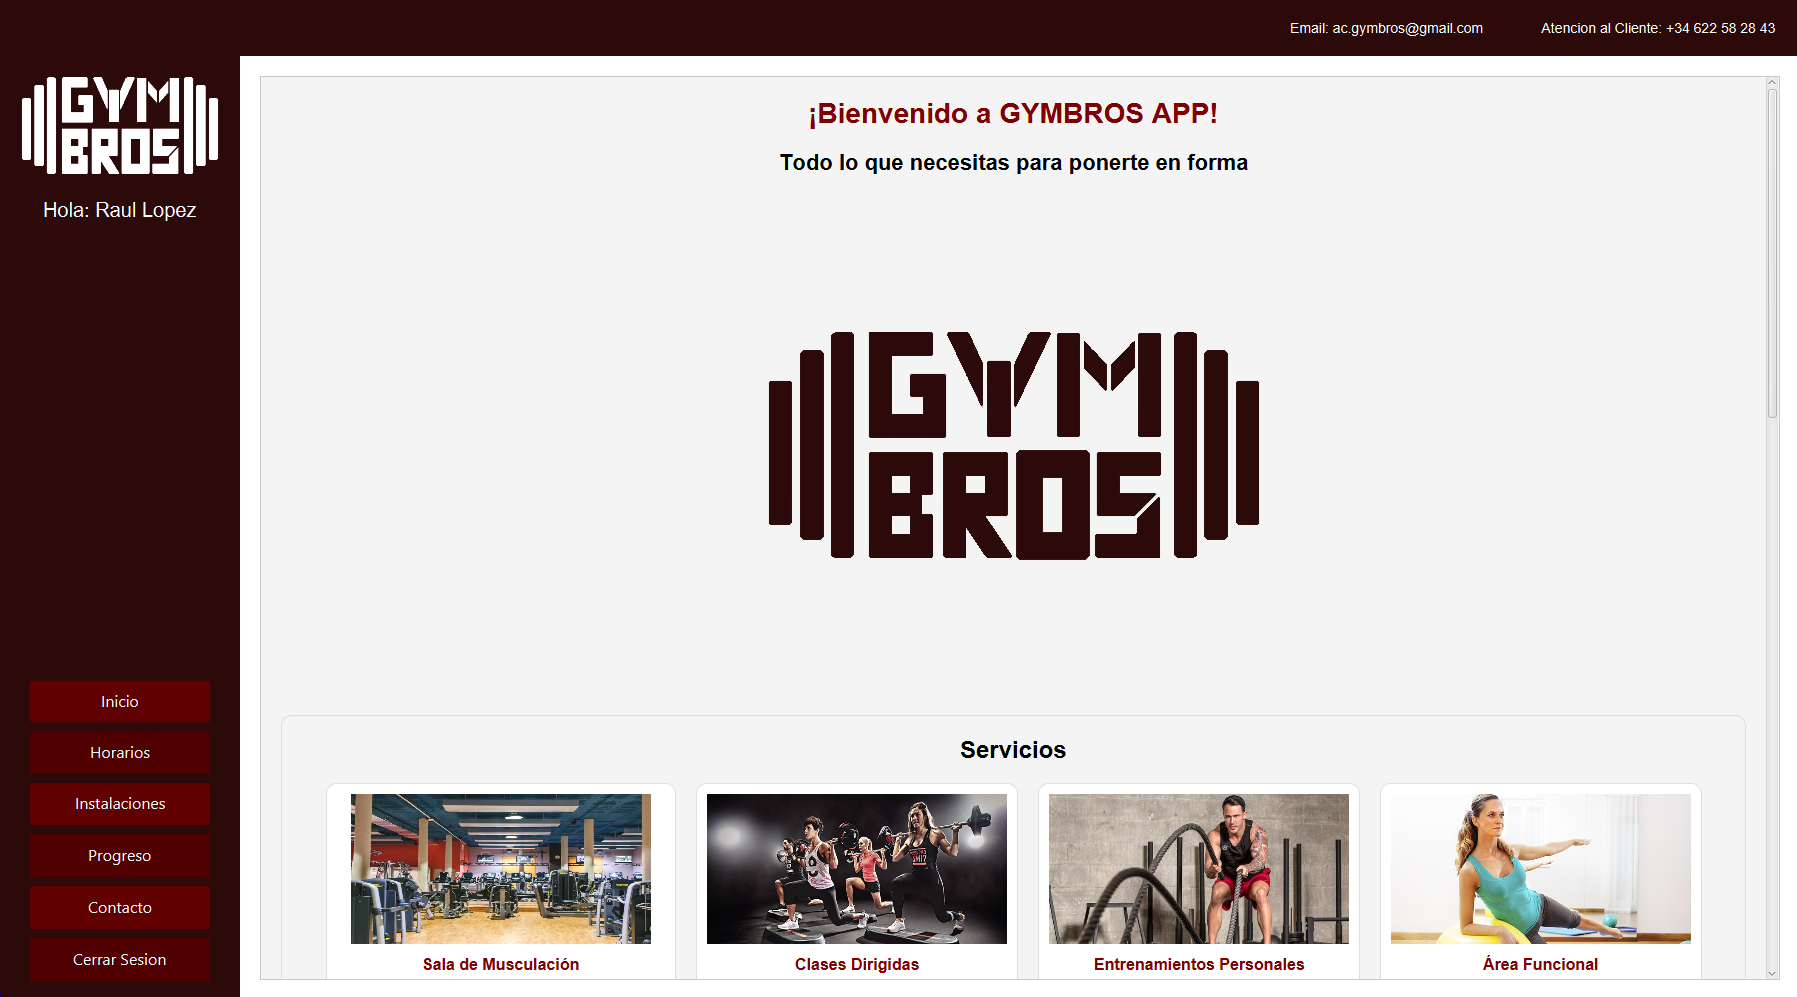 Email: ac.gymbros@gmail.com
Atencion al Cliente: +34 622 58 28 43
GYM
BROS
Hola: Raul Lopez
Inicio
Horarios
Instalaciones
Progreso
Contacto
Cerrar Sesion
¡Bienvenido a GYMBROS APP!
Todo lo que necesitas para ponerte en forma
GYM
BROS
Servicios
Sala de Musculación
Clases Dirigidas
Entrenamientos Personales
Área Funcional